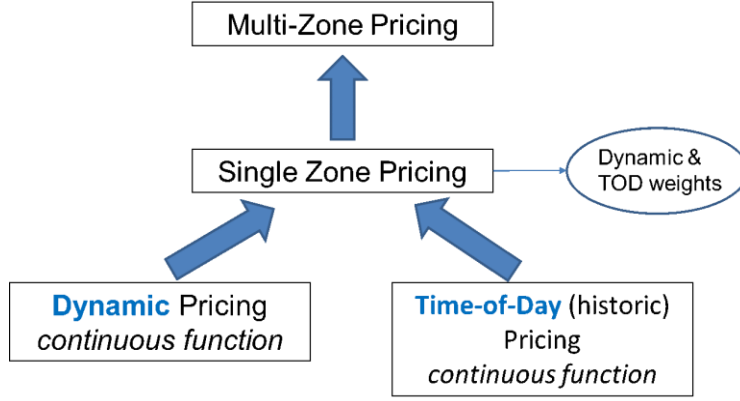 Multi-Zone Pricing
Single Zone Pricing
Dynamic &
TOD weights
Dynamic Pricing
continuous function
Time-of-Day (historic)
Pricing
continuous function